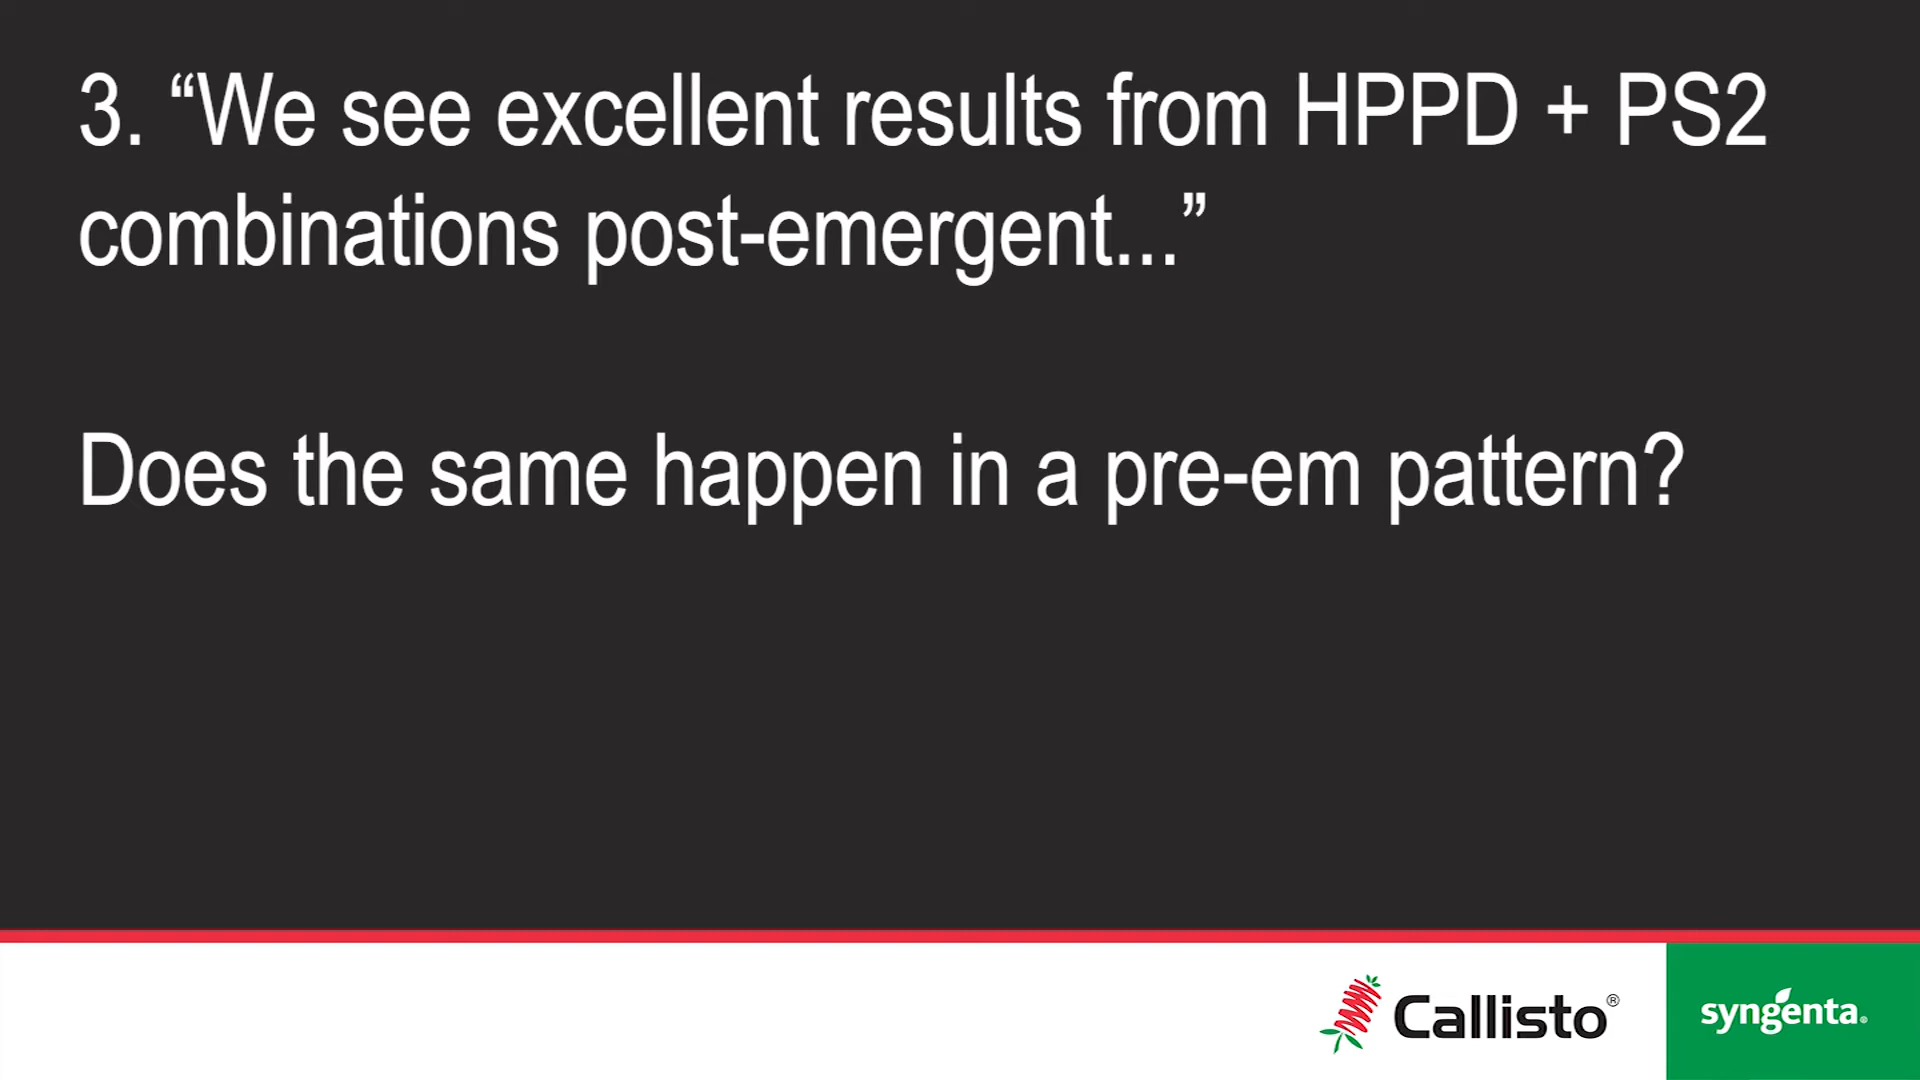 3. “We see excellent results from HPPD + PS2
combinations post-emergent...”
Does the same happen in a pre-em pattern?
Callisto®
syngenta®